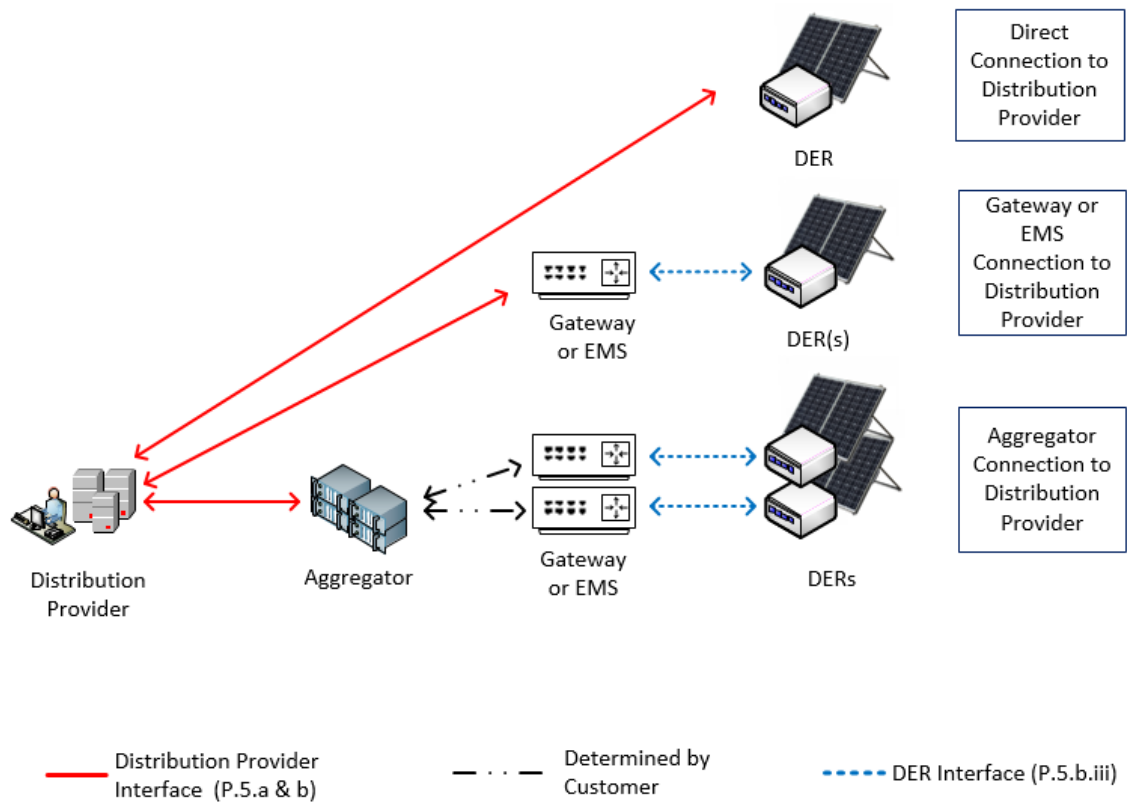 Direct
Connection to
Distribution
Provider
DER
Gateway or
EMS
Connection to
Distribution
Provider
Gateway
or EMS
DER(s)
Aggregator
Connection to
Distribution
Provider
Distribution
Provider
Aggregator
Gateway
or EMS
DERs
Distribution Provider
Interface (P.5.a & b)
Determined by
Customer
DER Interface (P.5.b.iii)